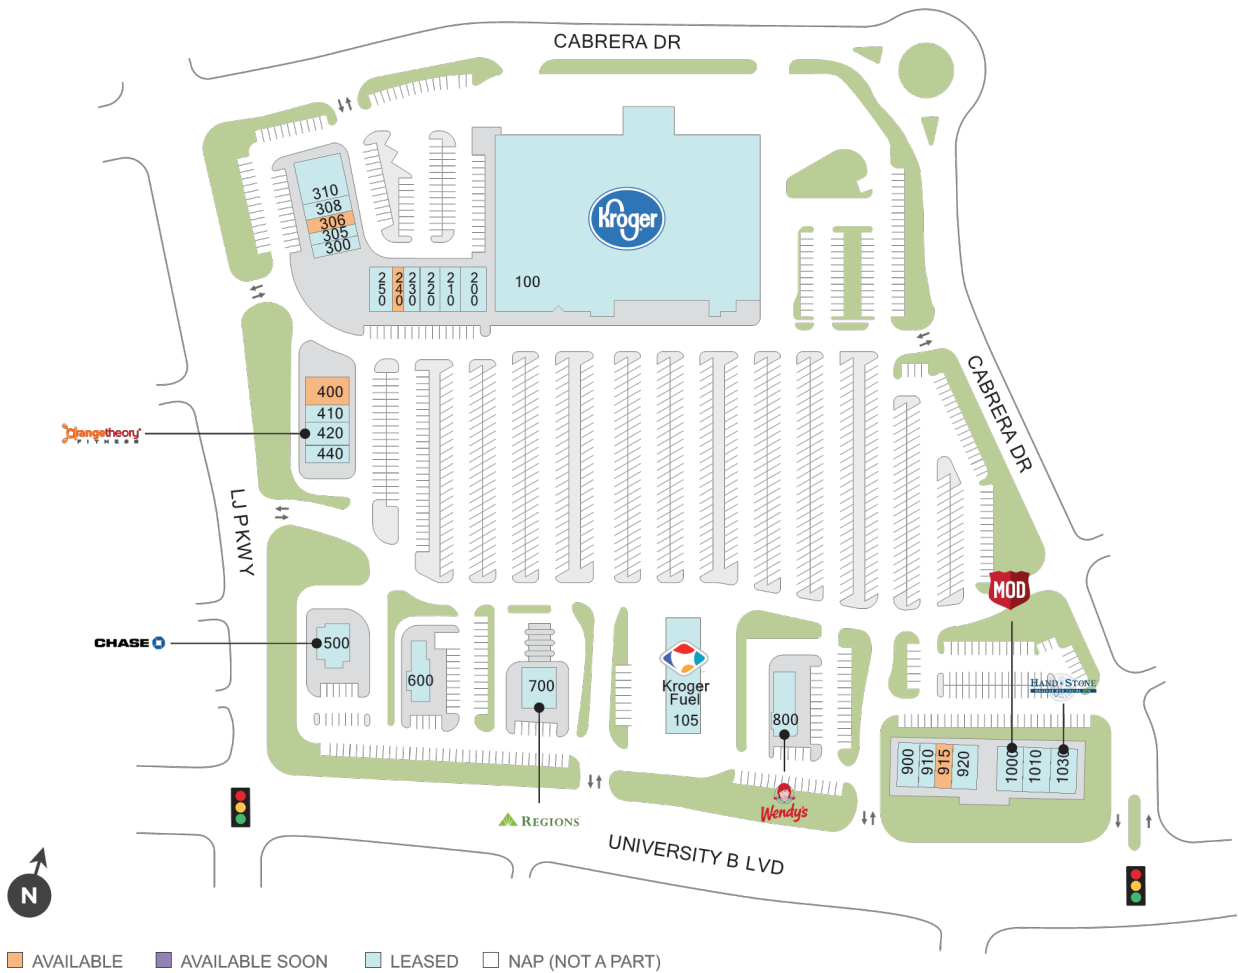 CABRERA DR
310
308
306
305
300
Kroger
100
250
240
230
220
210
200
CABRERA DR
400
410
420
440
orangetheory
FITNESS
LJ PKWY
MOD
CHASE
500
600
700
Kroger
Fuel
105
800
HAND & STONE
900
910
915
920
1000
1010
1030
Wendy's
REGIONS
UNIVERSITY B LVD
N
AVAILABLE
AVAILABLE SOON
LEASED
NAP (NOT A PART)